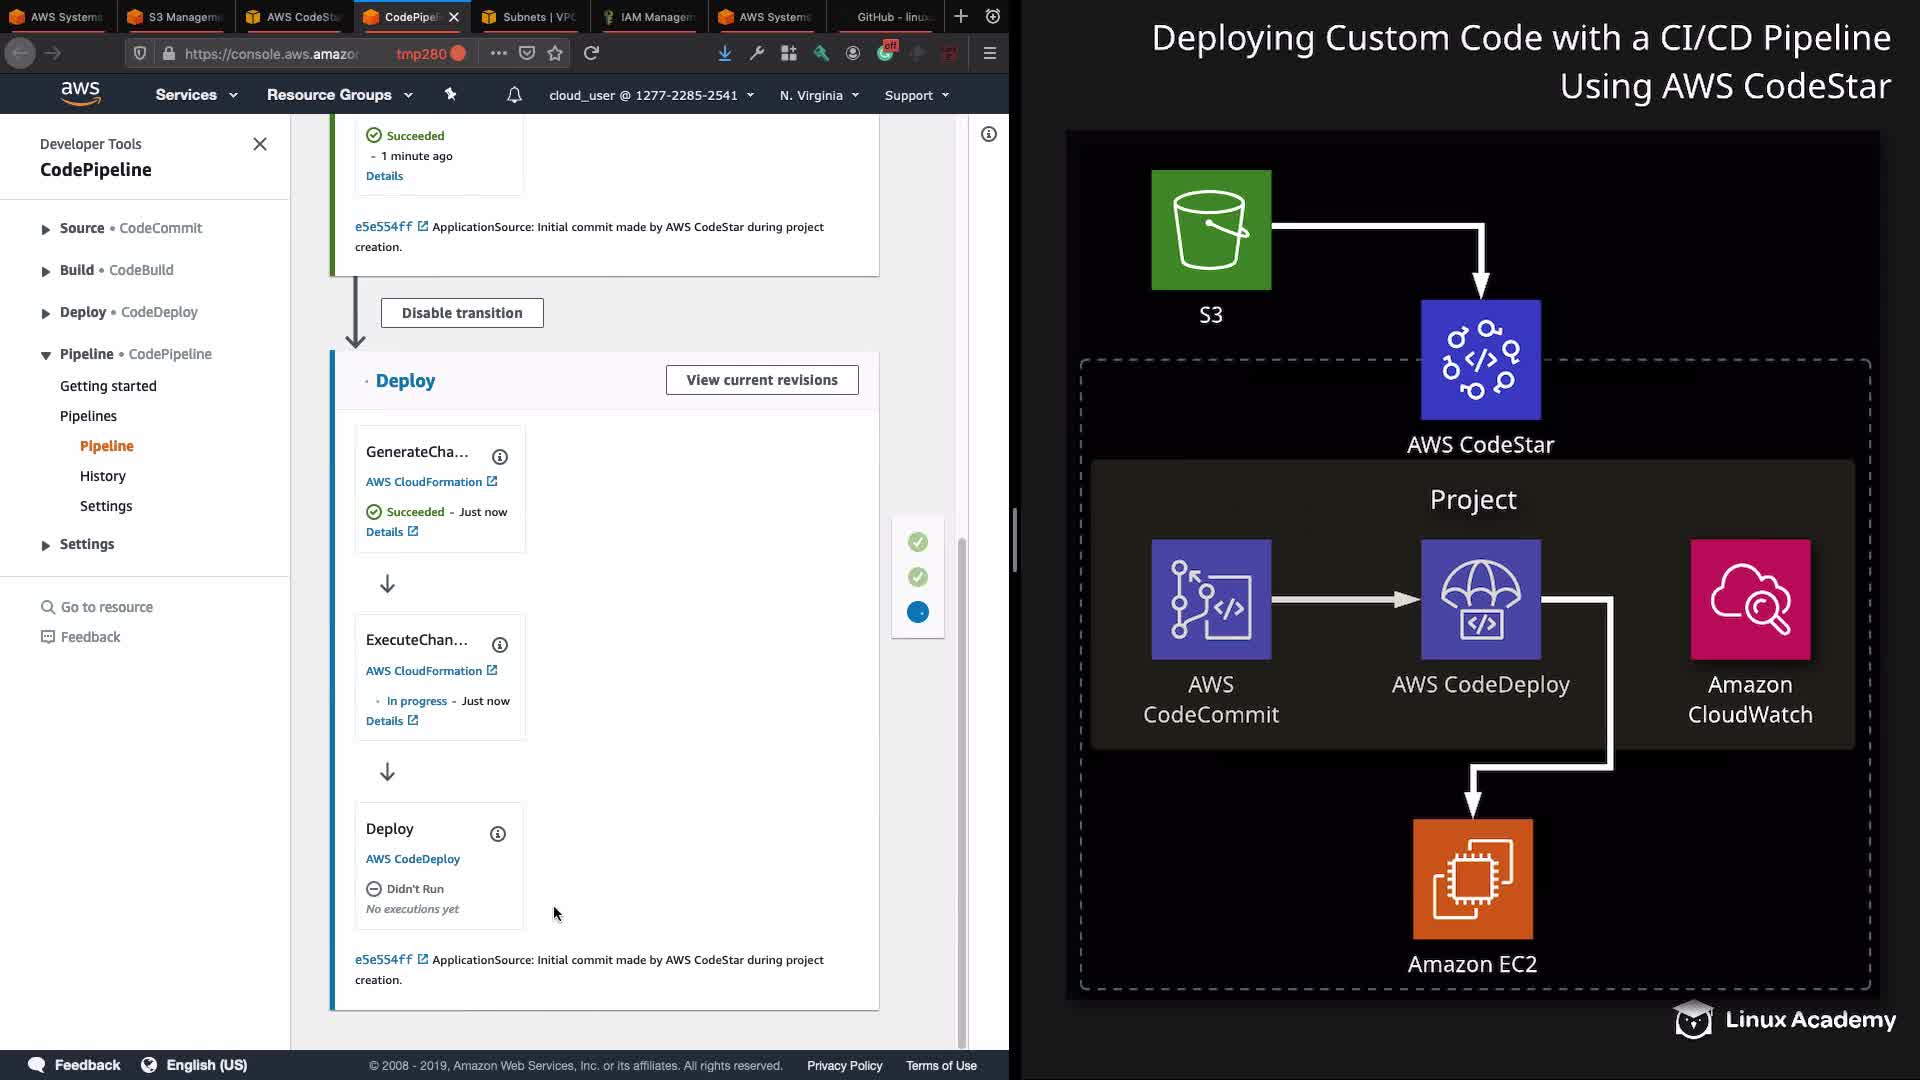 AWS System
S3 Manageme
AWS CodeSta
CodePipeli
Subnets | VPC
IAM Managem
AWS System
GitHub - linux
https://console.aws.amazon
tmp280
off
aws
Services
Resource Groups
cloud_user @ 1277-2285-2541
N. Virginia
Support
Developer Tools
CodePipeline
Source • CodeCommit
Build • CodeBuild
Deploy • CodeDeploy
Pipeline • CodePipeline
Getting started
Pipelines
Pipeline
History
Settings
Settings
Go to resource
Feedback
Succeeded
- 1 minute ago
Details
e5e554ff ApplicationSource: Initial commit made by AWS CodeStar during project
creation.
Disable transition
Deploy
View current revisions
GenerateCha...
AWS CloudFormation
Succeeded - Just now
Details
ExecuteChan...
AWS CloudFormation
In progress - Just now
Details
Deploy
AWS CodeDeploy
Didn't Run
No executions yet
e5e554ff ApplicationSource: Initial commit made by AWS CodeStar during project
creation.
Feedback
English (US)
© 2008 - 2019, Amazon Web Services, Inc. or its affiliates. All rights reserved.
Privacy Policy
Terms of Use
Deploying Custom Code with a CI/CD Pipeline
Using AWS CodeStar
S3
</>
AWS CodeStar
Project
</>
</>
AWS
CodeCommit
AWS CodeDeploy
Amazon
CloudWatch
Amazon EC2
Linux Academy